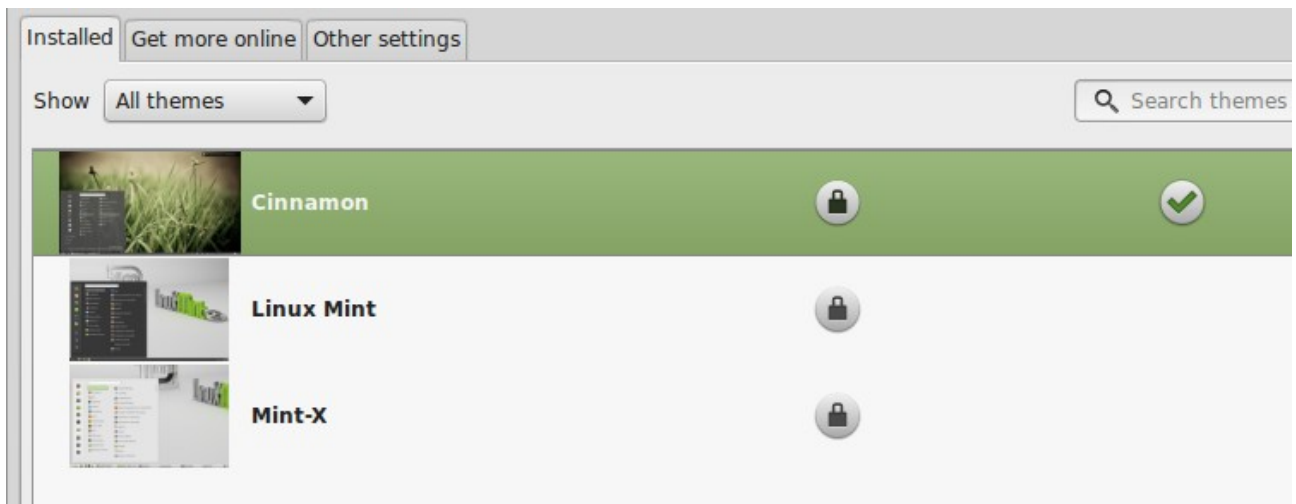 Installed Get more online Other settings
Show All themes Search themes
Cinnamon
Linux Mint
Mint-X